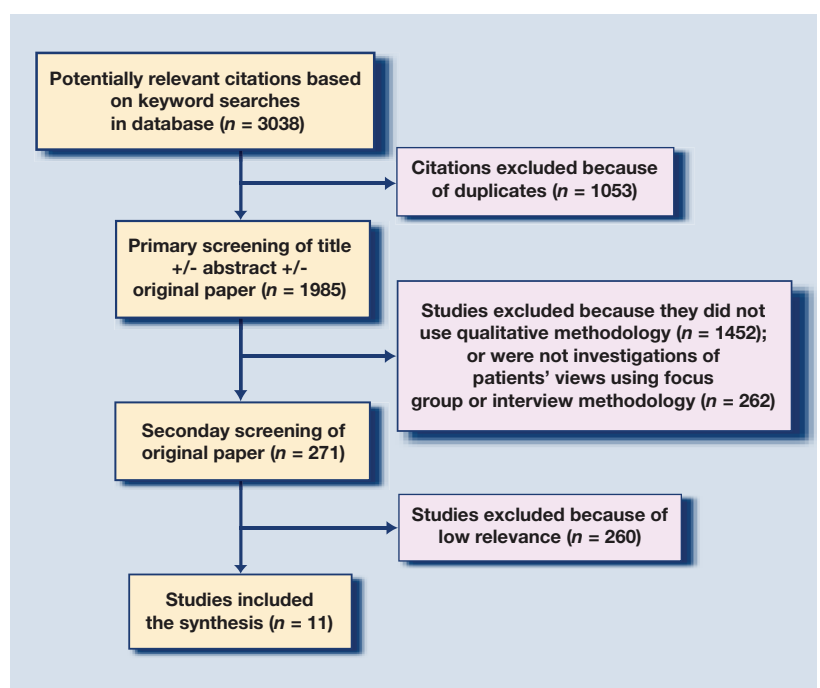 Potentially relevant citations based
on keyword searches
in database (n = 3038)
Citations excluded because
of duplicates (n = 1053)
Primary screening of title
+/- abstract +/-
original paper (n = 1985)
Studies excluded because they did not
use qualitative methodology (n = 1452);
or were not investigations of
patients’ views using focus
group or interview methodology (n = 262)
Seconday screening of
original paper (n = 271)
Studies excluded because of
low relevance (n = 260)
Studies included
the synthesis (n = 11)